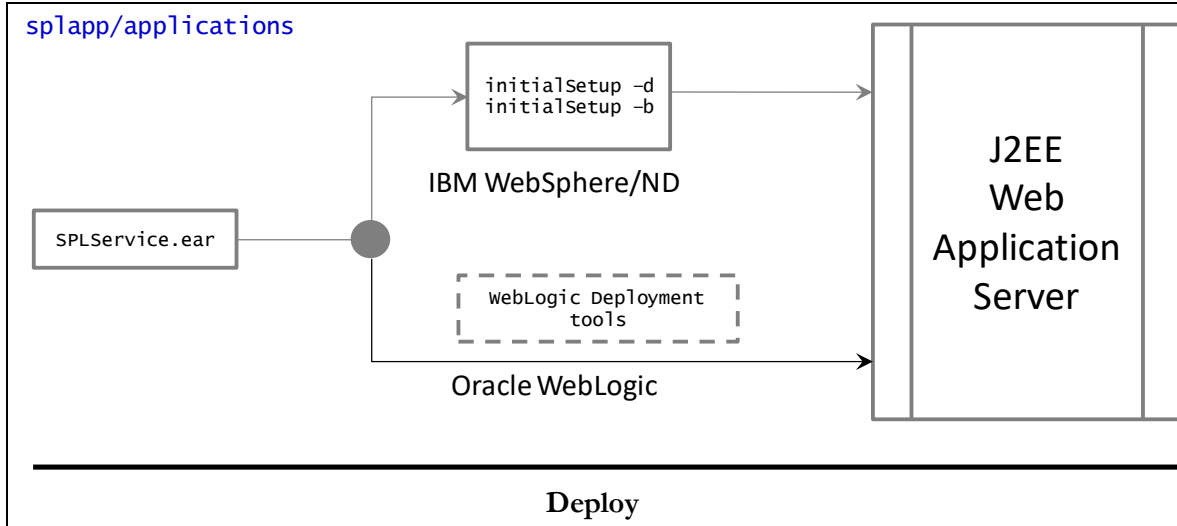 splapp/applications
initialSetup –d
initialSetup –b
IBM WebSphere/ND
SPLService.ear
WebLogic Deployment
tools
Oracle WebLogic
J2EE
Web
Application
Server
Deploy